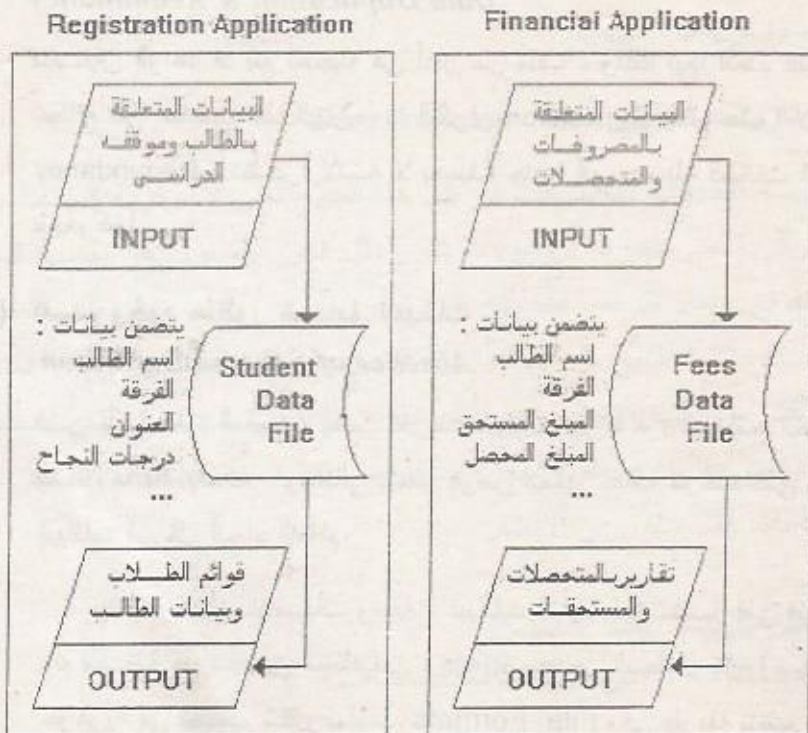 Registration Application
البيانات المتعلقة
بالطالب وموقفه
الدراسى
INPUT
يتضمن بيانات :
اسم الطالب
الفرقة
العنوان
درجات النجاح
...
Student
Data
File
قوائم الطلاب
وبيانات الطالب
OUTPUT
Financial Application
البيانات المتعلقة
بالمصروفات
والمتحصلات
INPUT
يتضمن بيانات :
اسم الطالب
الفرقة
المبلغ المستحق
المبلغ المحصل
...
Fees
Data
File
تقارير بالمتحصلات
والمستحقات
OUTPUT